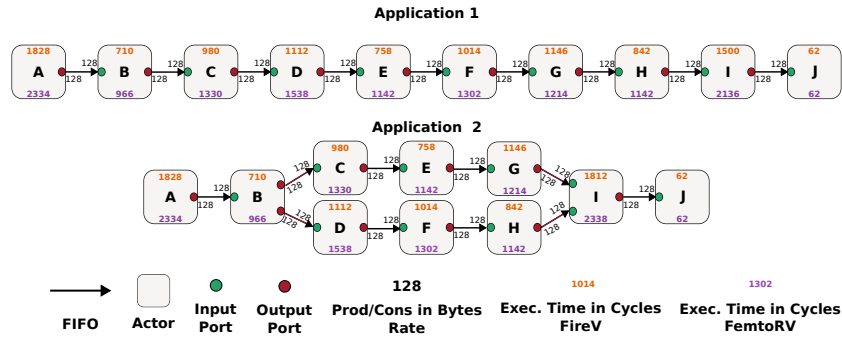 Application 1
1828 710 980 1112 758 1014 1146 842 1500 62
128 128 128 128 128 128 128 128 128
A B C D E F G H I J
128 128 128 128 128 128 128 128 128
2334 966 1330 1538 1142 1302 1214 1142 2136 62
Application 2
980 758 1146
128 128
C E G
128 128
1330 1142 1214
128 128
128 128
1828 710 1812 62
128 128
A B I J
128 128
2334 966 2338 62
128 128
128 128
1112 1014 842
128 128
D F H
128 128
1538 1302 1142
FIFO
Actor
Input
Port
Output
Port
128
Prod/Cons in Bytes
Rate
1014
Exec. Time in Cycles
FireV
1302
Exec. Time in Cycles
FemtoRV